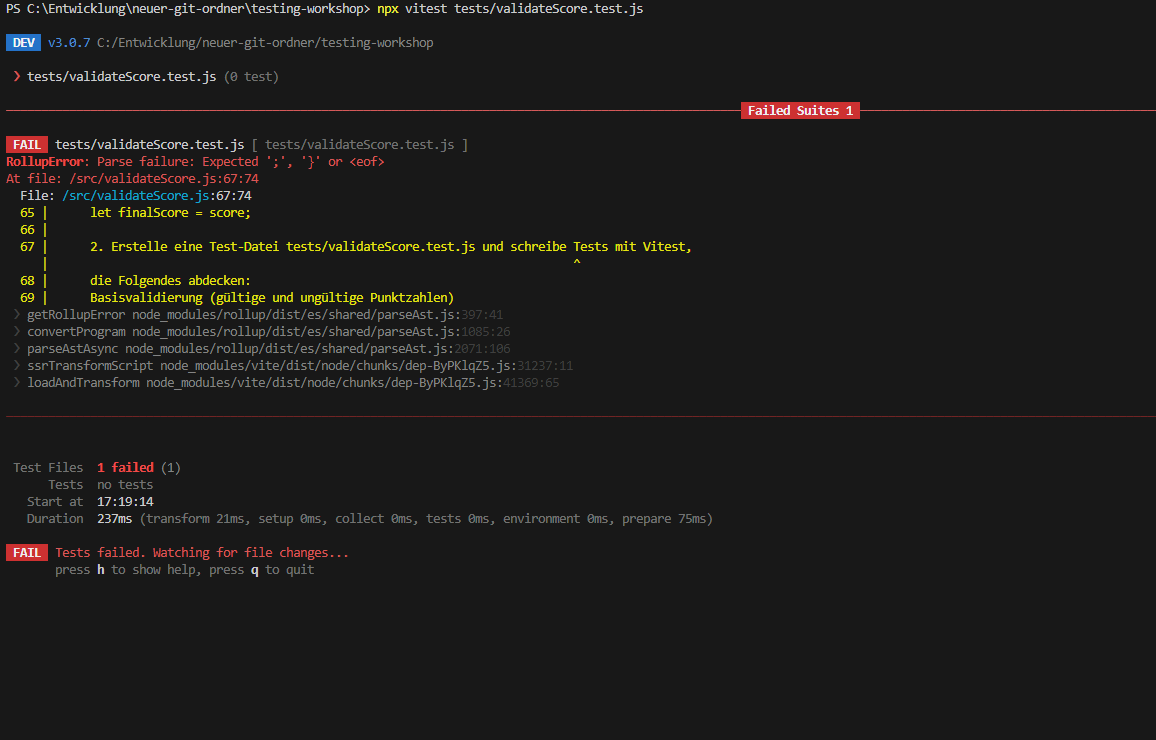 PS C:\Entwicklung\neuer-git-ordner\testing-workshop> npx vitest tests/validateScore.test.js
DEV v3.0.7 C:/Entwicklung/neuer-git-ordner/testing-workshop
❯ tests/validateScore.test.js (0 test)
Failed Suites 1
FAIL tests/validateScore.test.js [ tests/validateScore.test.js ]
RollupError: Parse failure: Expected ';', '}' or <eof>
At file: /src/validateScore.js:67:74
File: /src/validateScore.js:67:74
65 | let finalScore = score;
66 |
67 | 2. Erstelle eine Test-Datei tests/validateScore.test.js und schreibe Tests mit Vitest,
| ^
68 | die Folgendes abdecken:
69 | Basisvalidierung (gültige und ungültige Punktzahlen)
❯ getRollupError node_modules/rollup/dist/es/shared/parseAst.js:397:41
❯ convertProgram node_modules/rollup/dist/es/shared/parseAst.js:1085:26
❯ parseAstAsync node_modules/rollup/dist/es/shared/parseAst.js:2071:106
❯ ssrTransformScript node_modules/vite/dist/node/chunks/dep-ByPKlqZ5.js:31237:11
❯ loadAndTransform node_modules/vite/dist/node/chunks/dep-ByPKlqZ5.js:41369:65
Test Files 1 failed (1)
Tests no tests
Start at 17:19:14
Duration 237ms (transform 21ms, setup 0ms, collect 0ms, tests 0ms, environment 0ms, prepare 75ms)
FAIL Tests failed. Watching for file changes...
press h to show help, press q to quit